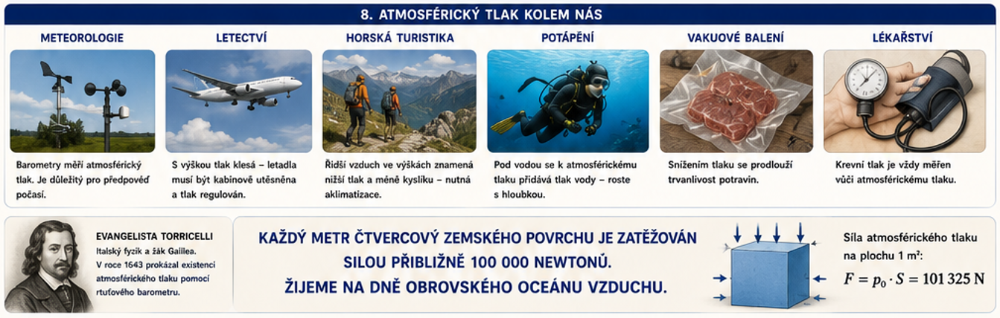 8. ATMOSFÉRICKÝ TLAK KOLEM NÁS
METEOROLOGIE
Barometry měří atmosférický
tlak. Je důležitý pro předpověď
počasí.
LETECTVÍ
S výškou tlak klesá – letadla
musí být kabinově utěsněna
a tlak regulován.
HORSKÁ TURISTIKA
Řidší vzduch ve výškách znamená
nižší tlak a méně kyslíku – nutná
aklimatizace.
POTÁPĚNÍ
Pod vodou se k atmosférickému
tlaku přidává tlak vody – roste
s hloubkou.
VAKUOVÉ BALENÍ
Snížením tlaku se prodlouží
trvanlivost potravin.
LÉKAŘSTVÍ
Krevní tlak je vždy měřen
vůči atmosférickému tlaku.
EVANGELISTA TORRICELLI
Italský fyzik a žák Galilea.
V roce 1643 prokázal existenci
atmosférického tlaku pomocí
rtuťového barometru.
KAŽDÝ METR ČTVERCOVÝ ZEMSKÉHO POVRCHU JE ZATĚŽOVÁN
SILOU PŘIBLIŽNĚ 100 000 NEWTONŮ.
ŽIJEME NA DNĚ OBROVSKÉHO OCEÁNU VZDUCHU.
Síla atmosférického tlaku
na plochu 1 m²:
F = p₀ · S = 101 325 N